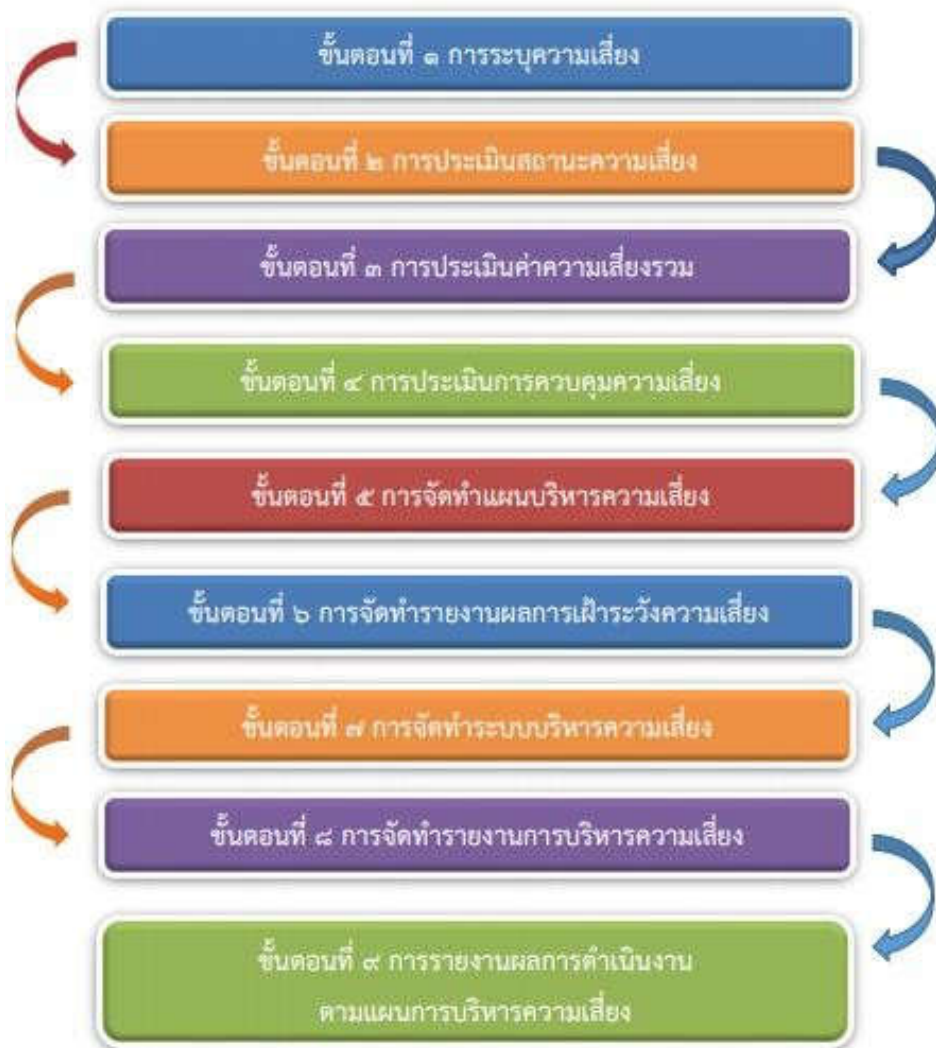 ขั้นตอนที่ ๑ การระบุความเสี่ยง
ขั้นตอนที่ ๒ การประเมินสถานะความเสี่ยง
ขั้นตอนที่ ๓ การประเมินค่าความเสี่ยงรวม
ขั้นตอนที่ ๔ การประเมินการควบคุมความเสี่ยง
ขั้นตอนที่ ๕ การจัดทำแผนบริหารความเสี่ยง
ขั้นตอนที่ ๖ การจัดทำรายงานผลการเฝ้าระวังความเสี่ยง
ขั้นตอนที่ ๗ การจัดทำระบบบริหารความเสี่ยง
ขั้นตอนที่ ๘ การจัดทำรายงานการบริหารความเสี่ยง
ขั้นตอนที่ ๙ การรายงานผลการดำเนินงาน
ตามแผนการบริหารความเสี่ยง